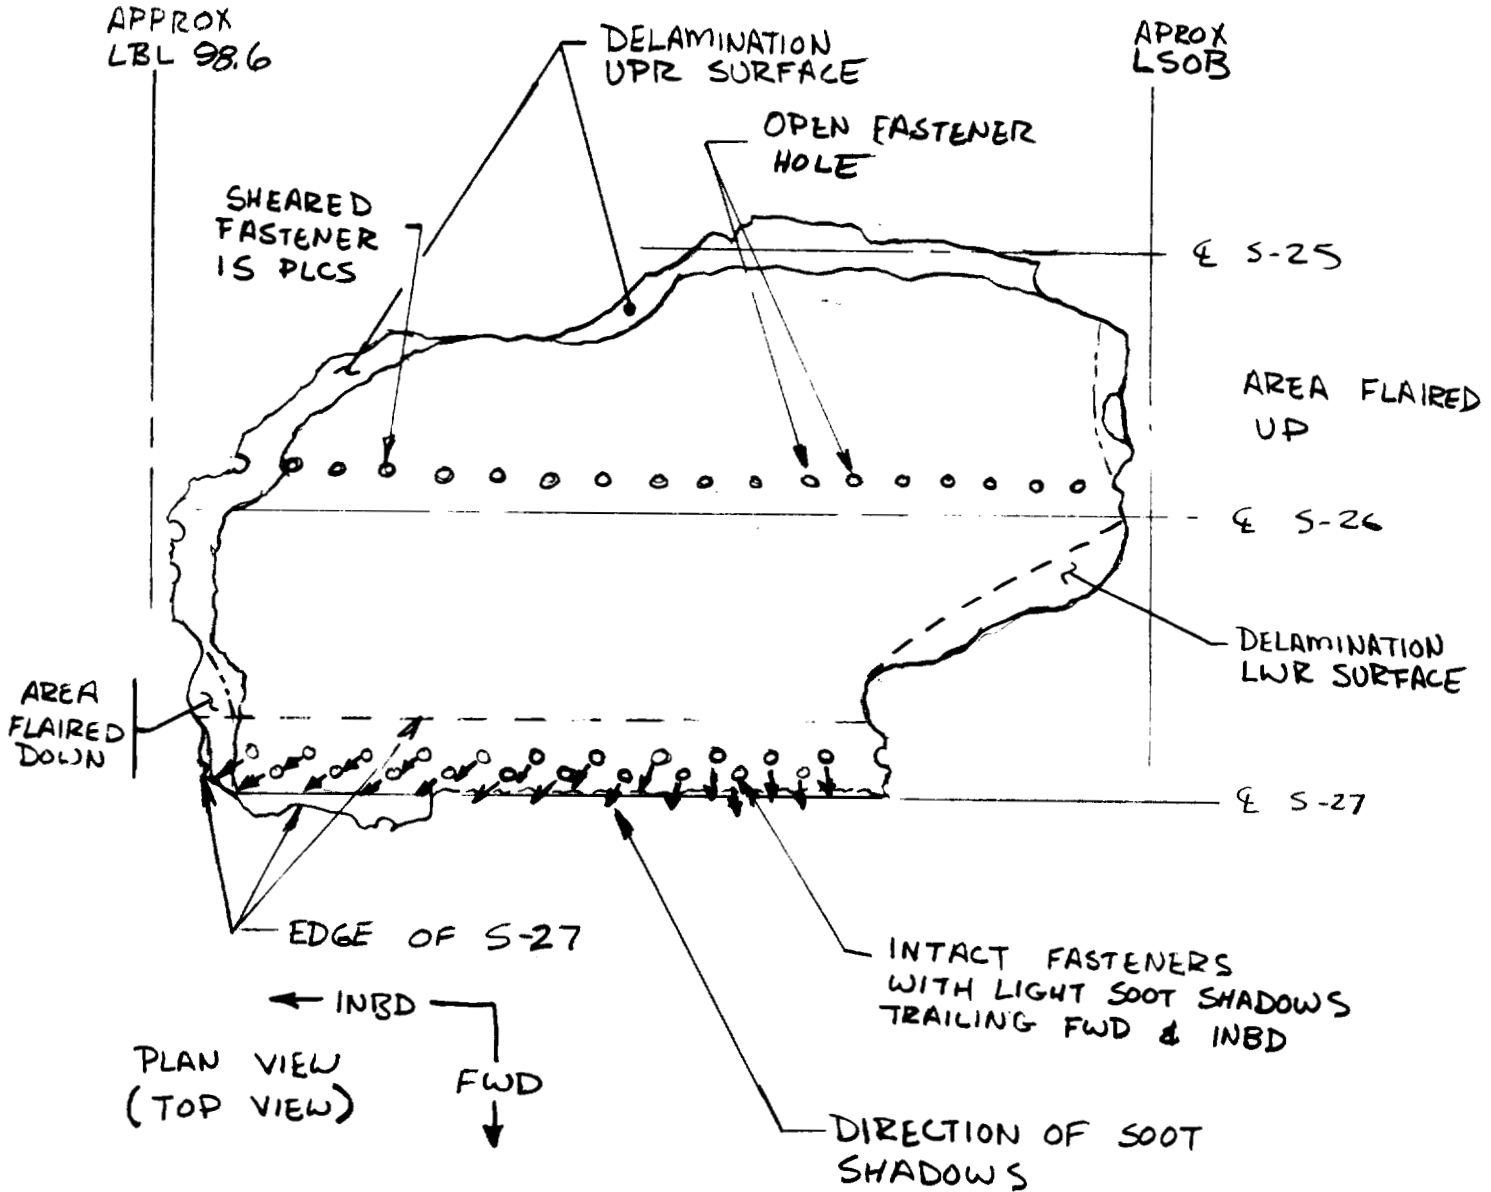 APPROX
LBL 98.6
DELAMINATION
UPR SURFACE
APROX
LSOB
OPEN FASTENER
HOLE
SHEARED
FASTENER
15 PLCS
℄ S-25
AREA FLAIRED
UP
℄ S-26
DELAMINATION
LWR SURFACE
AREA
FLAIRED
DOWN
℄ S-27
EDGE OF S-27
INTACT FASTENERS
WITH LIGHT SOOT SHADOWS
TRAILING FWD & INBD
INBD
FWD
PLAN VIEW
(TOP VIEW)
DIRECTION OF SOOT
SHADOWS